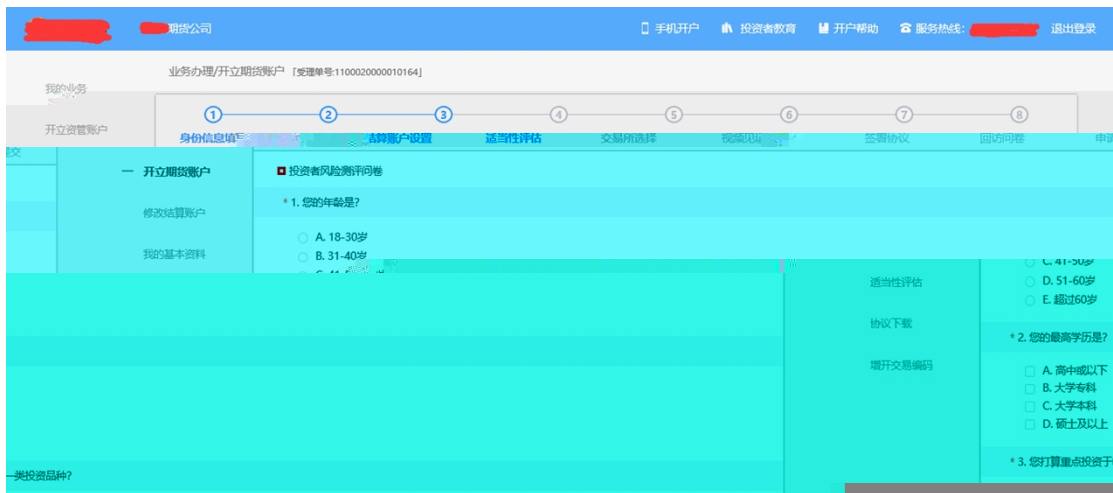 期货公司
手机开户 投资者教育 开户帮助 服务热线: 退出登录
业务办理/开立期货账户「受理单号:1100020000010164」
我的业务
1 2 3 4 5 6 7 8
开立资管账户
身份信息填写 结算账户设置 适当性评估 交易所选择 视频见证 签署协议 回访问卷 申请
提交
一 开立期货账户
投资者风险测评问卷
* 1. 您的年龄是?
修改结算账户
A. 18-30岁
B. 31-40岁
我的基本资料
C. 41-50岁
适当性评估
D. 51-60岁
E. 超过60岁
协议下载
* 2. 您的最高学历是?
增开交易编码
A. 高中或以下
B. 大学专科
C. 大学本科
D. 硕士及以上
* 3. 您打算重点投资于
一类投资品种?